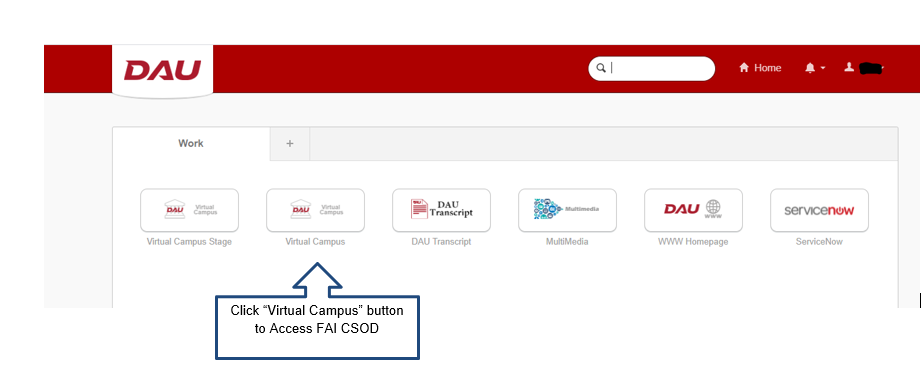 DAU
Home
Work
+
DAU Virtual
Campus
DAU Virtual
Campus
DAU
Transcript
Multimedia
DAU www
servicenow
Virtual Campus Stage
Virtual Campus
DAU Transcript
MultiMedia
WWW Homepage
ServiceNow
Click “Virtual Campus” button
to Access FAI CSOD